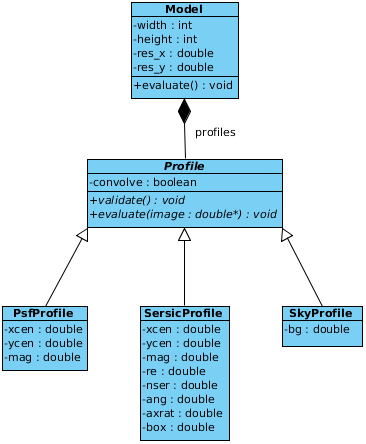 Model
-width : int
-height : int
-res_x : double
-res_y : double
+evaluate() : void
profiles
Profile
-convolve : boolean
+validate() : void
+evaluate(image : double*) : void
PsfProfile
-xcen : double
-ycen : double
-mag : double
SersicProfile
-xcen : double
-ycen : double
-mag : double
-re : double
-nser : double
-ang : double
-axrat : double
-box : double
SkyProfile
-bg : double